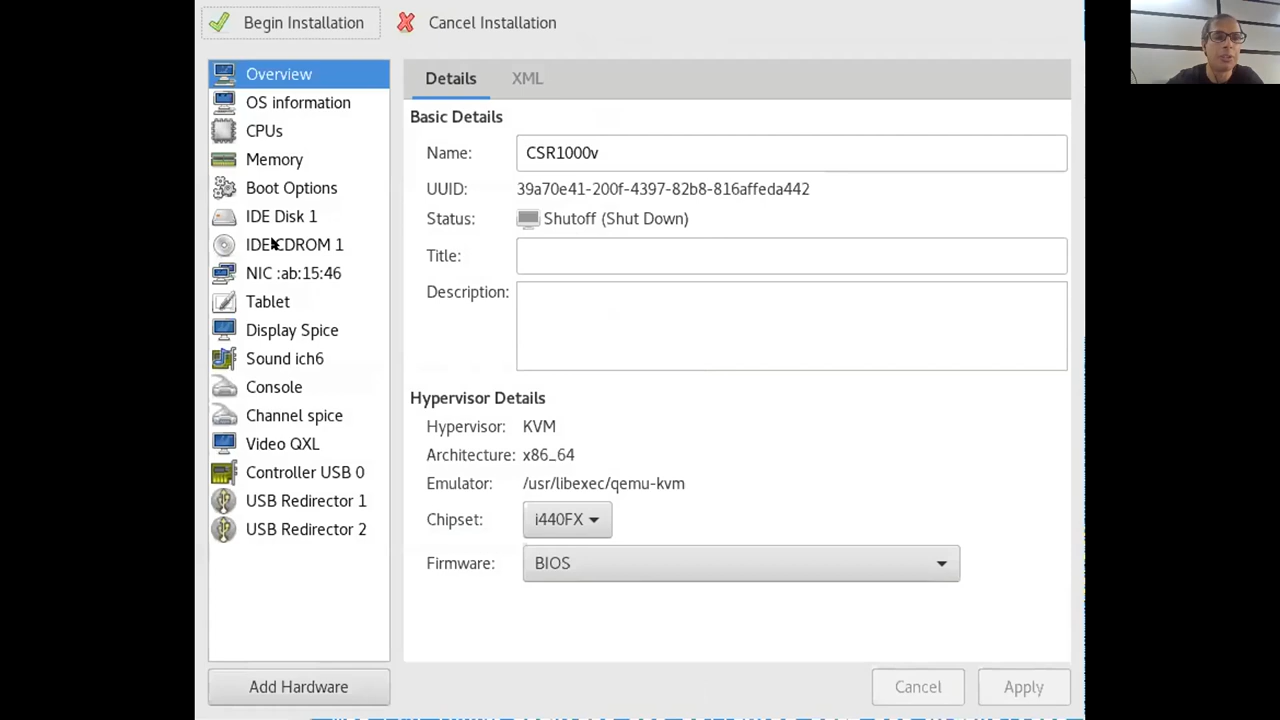 Begin Installation
Cancel Installation
Overview
OS information
CPUs
Memory
Boot Options
IDE Disk 1
IDE CDROM 1
NIC :ab:15:46
Tablet
Display Spice
Sound ich6
Console
Channel spice
Video QXL
Controller USB 0
USB Redirector 1
USB Redirector 2
Add Hardware
Details XML
Basic Details
Name: CSR1000v
UUID: 39a70e41-200f-4397-82b8-816affeda442
Status: Shutoff (Shut Down)
Title:
Description:
Hypervisor Details
Hypervisor: KVM
Architecture: x86_64
Emulator: /usr/libexec/qemu-kvm
Chipset: i440FX
Firmware: BIOS
Cancel Apply